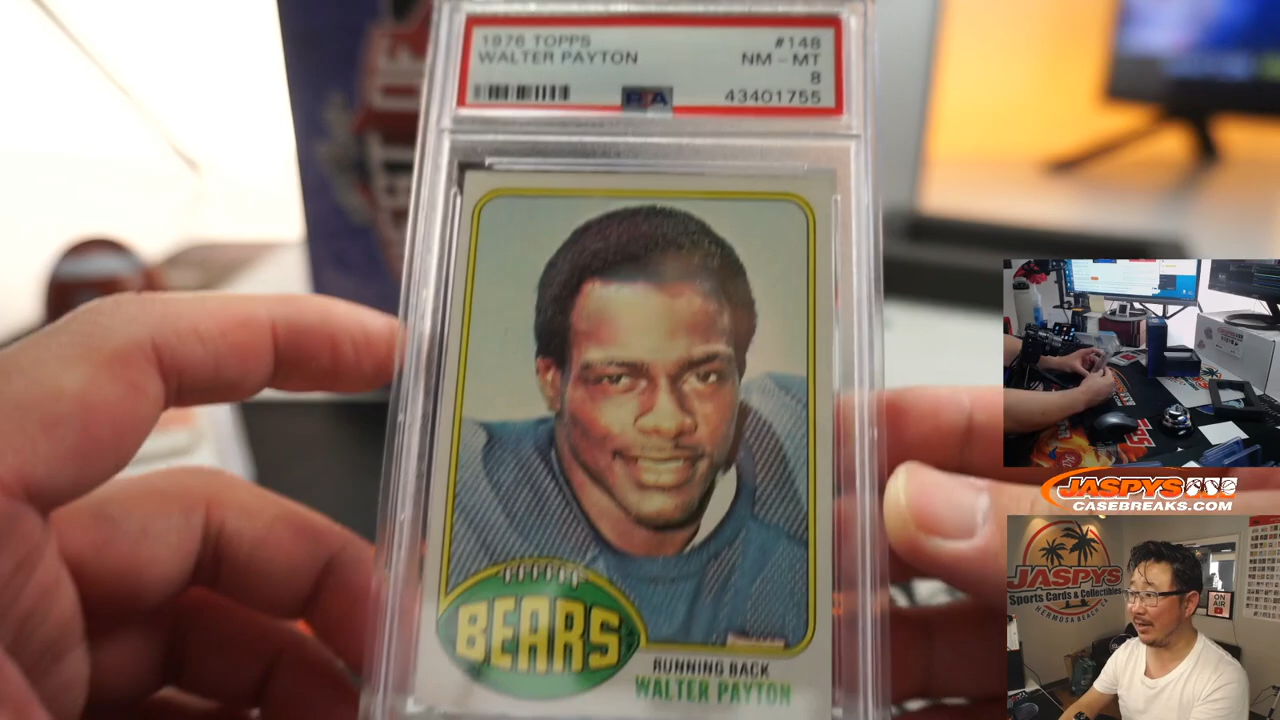 1976 TOPPS #148
WALTER PAYTON NM - MT
8
PSA 43401755
BEARS
RUNNING BACK
WALTER PAYTON
JASPYS
CASEBREAKS.COM
JASPYS
Sports Cards & Collectibles
HERMOSA BEACH CA
ON
AIR